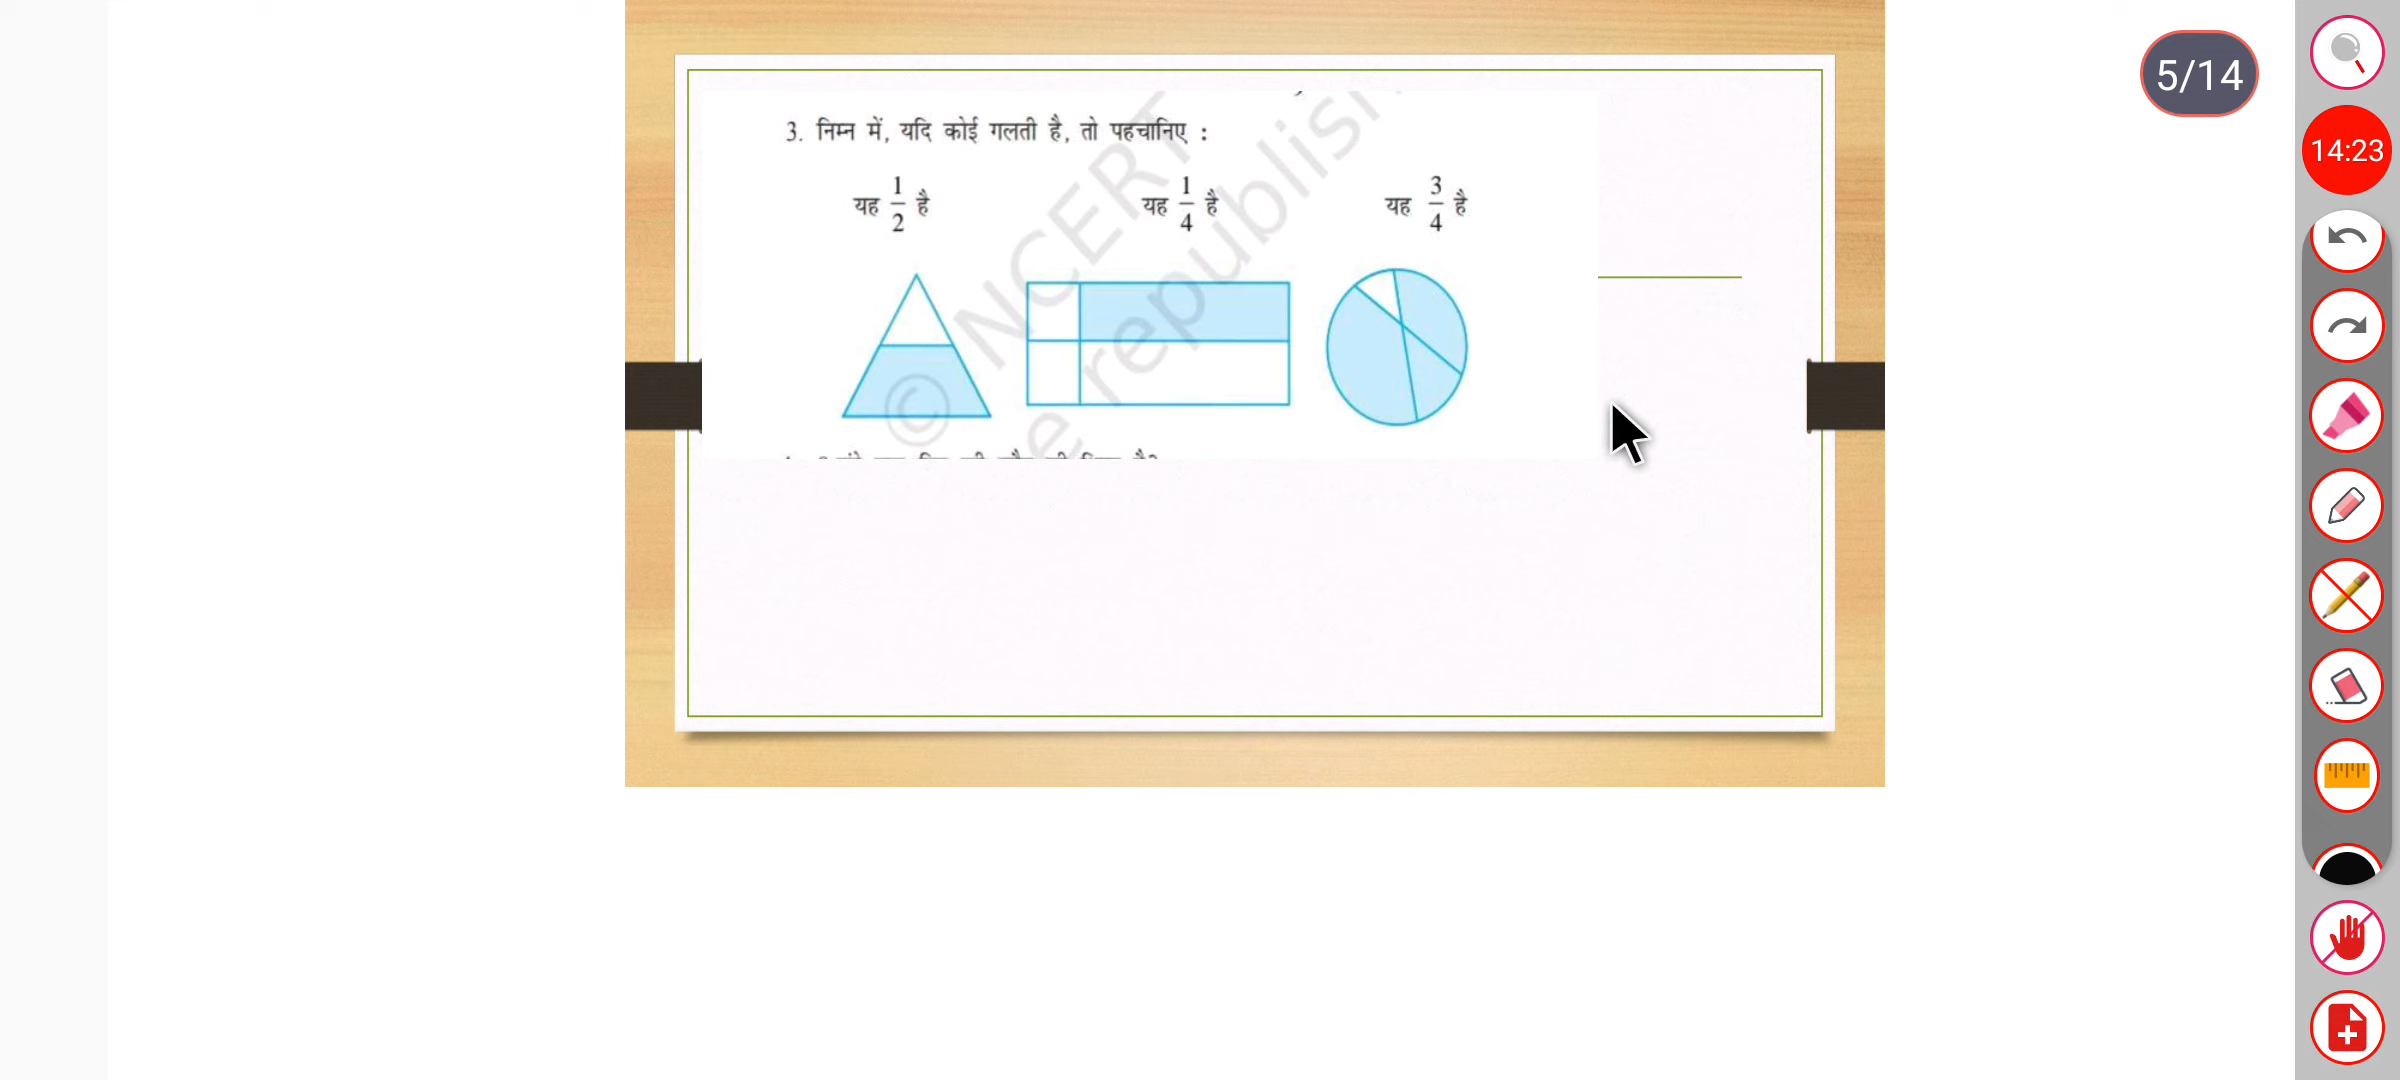 5/14
14:23
3. निम्न में, यदि कोई गलती है, तो पहचानिए :
यह 1/2 है
यह 1/4 है
यह 3/4 है
© NCERT
e republish